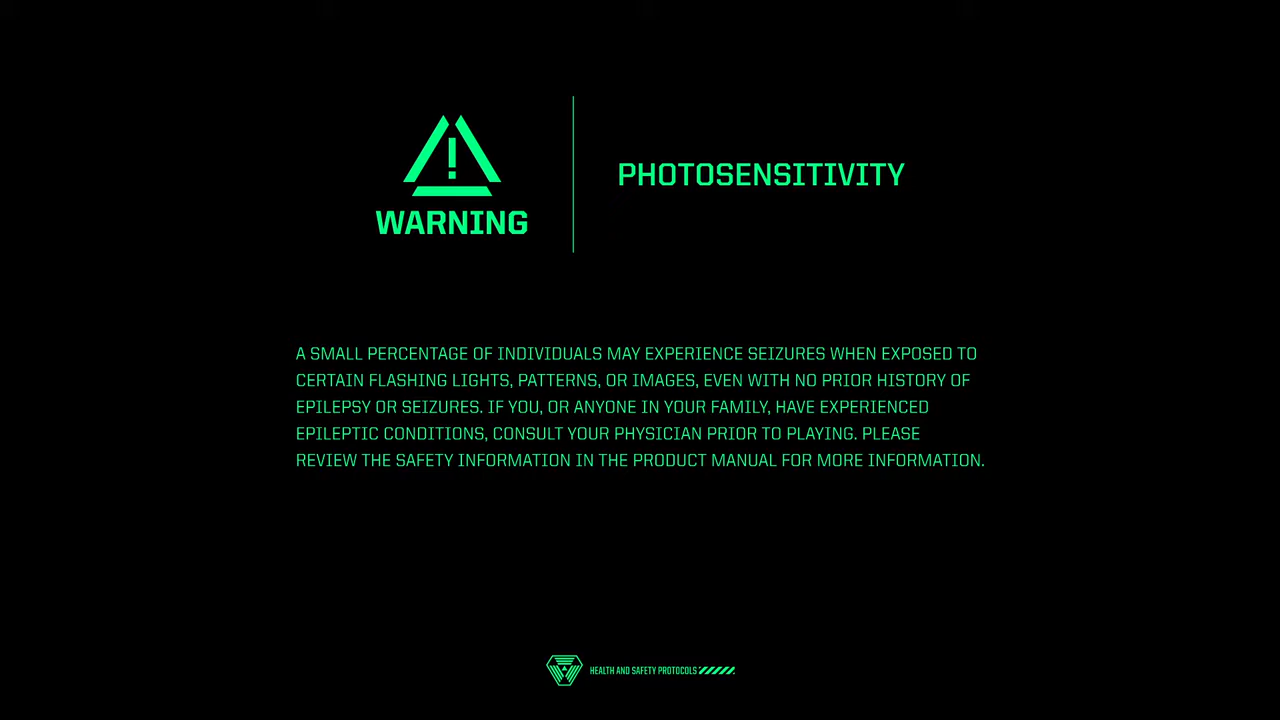 WARNING
PHOTOSENSITIVITY
A SMALL PERCENTAGE OF INDIVIDUALS MAY EXPERIENCE SEIZURES WHEN EXPOSED TO
CERTAIN FLASHING LIGHTS, PATTERNS, OR IMAGES, EVEN WITH NO PRIOR HISTORY OF
EPILEPSY OR SEIZURES. IF YOU, OR ANYONE IN YOUR FAMILY, HAVE EXPERIENCED
EPILEPTIC CONDITIONS, CONSULT YOUR PHYSICIAN PRIOR TO PLAYING. PLEASE
REVIEW THE SAFETY INFORMATION IN THE PRODUCT MANUAL FOR MORE INFORMATION.
HEALTH AND SAFETY PROTOCOLS